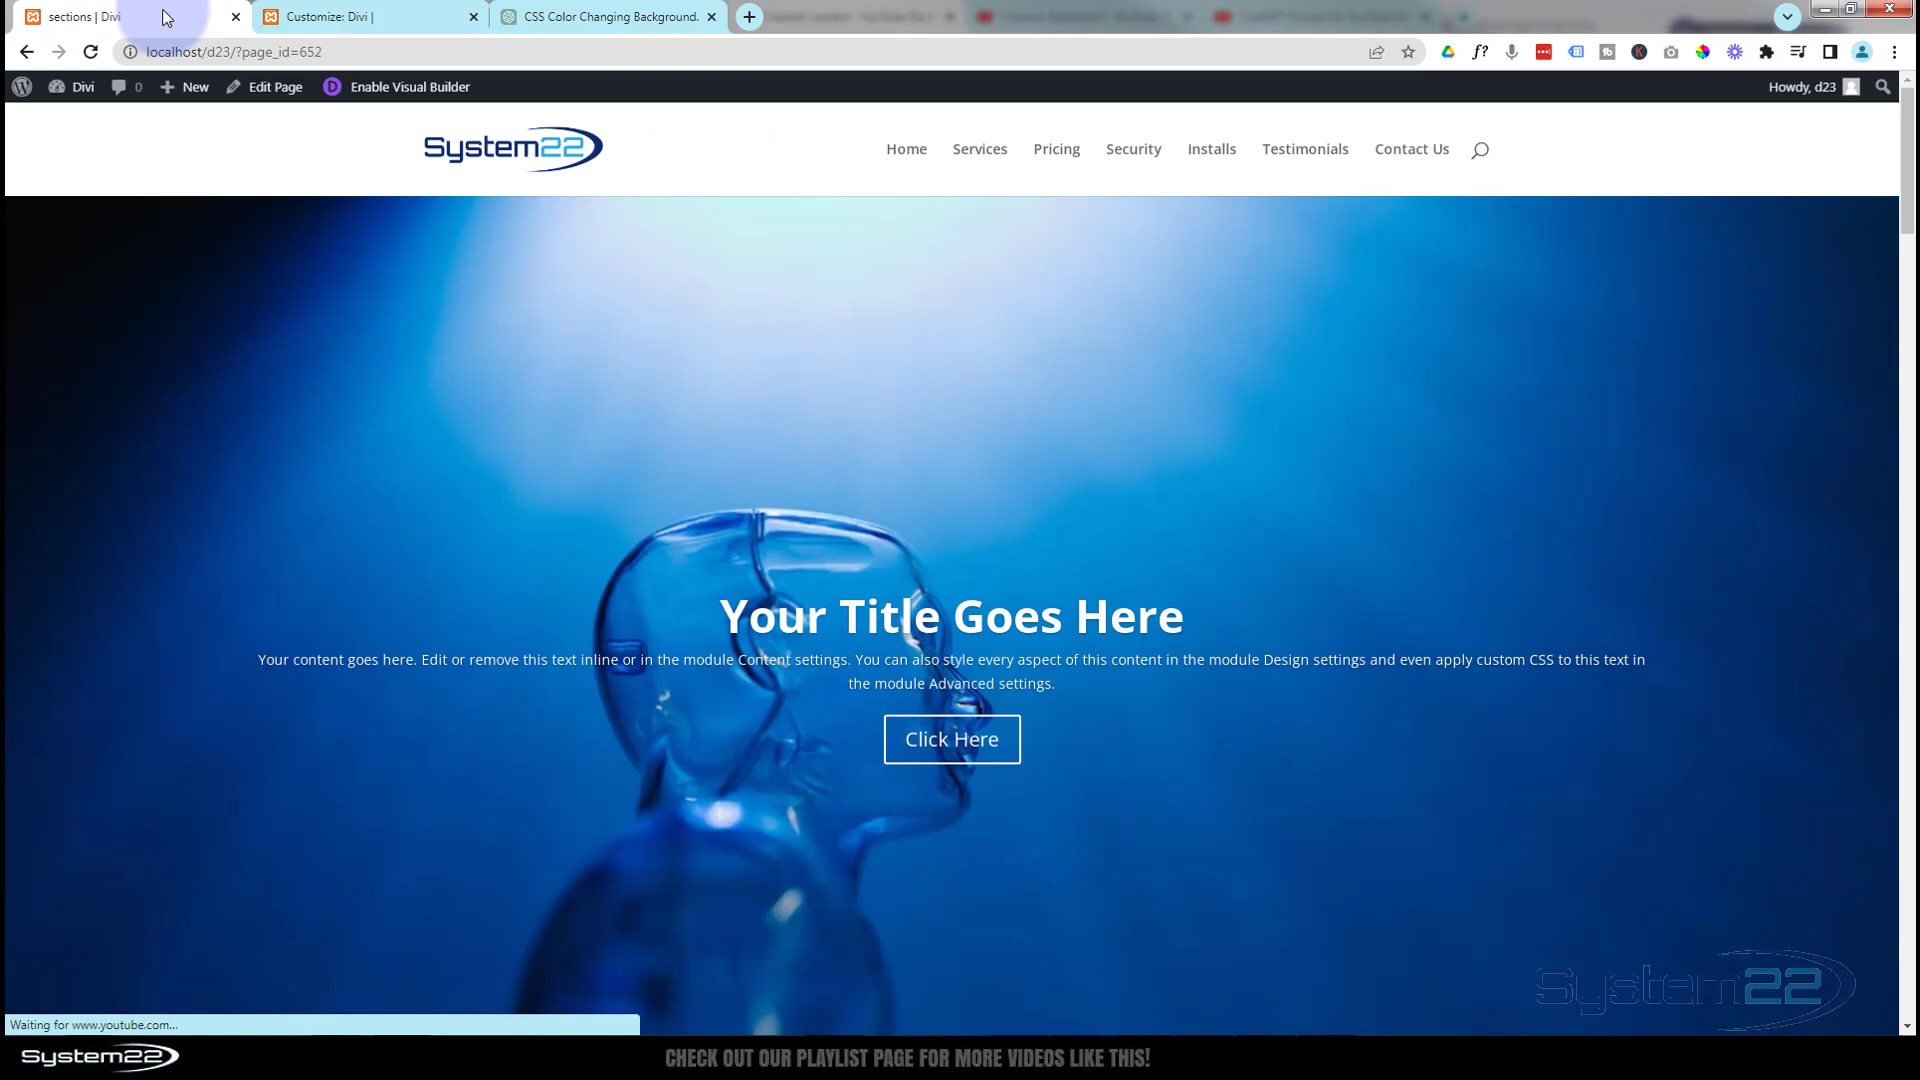 sections | Divi
Customize: Divi |
CSS Color Changing Background.
localhost/d23/?page_id=652
Divi
0
New
Edit Page
Enable Visual Builder
Howdy, d23
System22
Home
Services
Pricing
Security
Installs
Testimonials
Contact Us
Your Title Goes Here
Your content goes here. Edit or remove this text inline or in the module Content settings. You can also style every aspect of this content in the module Design settings and even apply custom CSS to this text in
the module Advanced settings.
Click Here
System22
Waiting for www.youtube.com...
System22
CHECK OUT OUR PLAYLIST PAGE FOR MORE VIDEOS LIKE THIS!